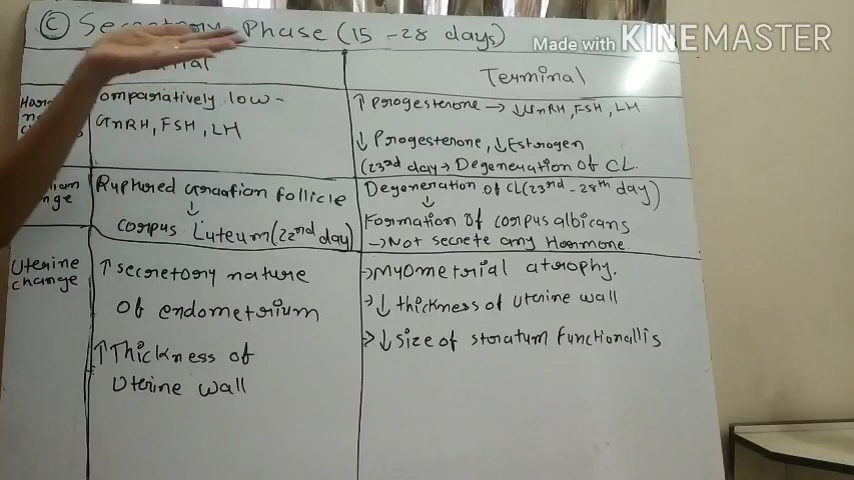 © Secretory Phase (15 -28 days)
Made with KINEMASTER
Terminal
omparatively low -
GnRH, FSH, LH
↑ Progesterone → ↓GnRH, FSH, LH
↓ Progesterone, ↓Estrogen
(23rd day → Degeneration of CL.
Ruptured Graafian follicle
↓
corpus Luteum (22nd day)
Degeneration of CL (23rd - 28th day)
↓
Formation of corpus albicans
→ Not secrete any Hormone.
Uterine
change
↑ secretory nature
of endometrium
↑ Thickness of
Uterine wall
→ Myometrial atrophy.
→ ↓ thickness of Uterine wall
→ ↓ size of stratum Functionallis